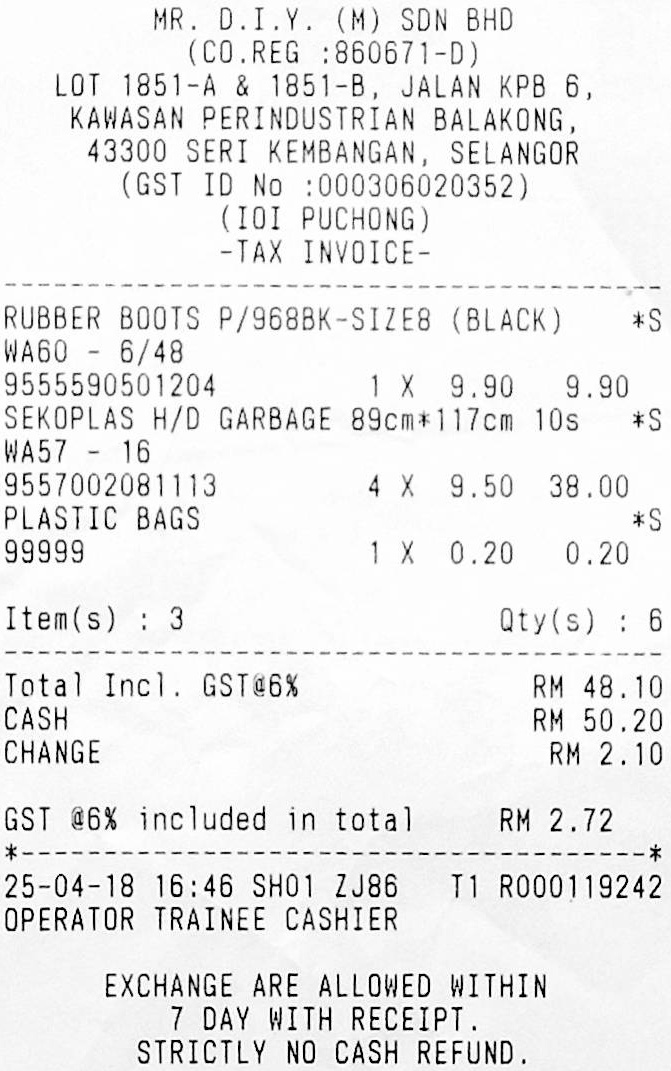 MR. D.I.Y. (M) SDN BHD
(CO.REG :860671-D)
LOT 1851-A & 1851-B, JALAN KPB 6,
KAWASAN PERINDUSTRIAN BALAKONG,
43300 SERI KEMBANGAN, SELANGOR
(GST ID No :000306020352)
(IOI PUCHONG)
-TAX INVOICE-
RUBBER BOOTS P/968BK-SIZE8 (BLACK) *S
WA60 - 6/48
9555590501204 1 X 9.90 9.90
SEKOPLAS H/D GARBAGE 89cm*117cm 10s *S
WA57 - 16
9557002081113 4 X 9.50 38.00
PLASTIC BAGS *S
99999 1 X 0.20 0.20
Item(s) : 3 Qty(s) : 6
Total Incl. GST@6% RM 48.10
CASH RM 50.20
CHANGE RM 2.10
GST @6% included in total RM 2.72
*--------------------------------------*
25-04-18 16:46 SH01 ZJ86 T1 R000119242
OPERATOR TRAINEE CASHIER
EXCHANGE ARE ALLOWED WITHIN
7 DAY WITH RECEIPT.
STRICTLY NO CASH REFUND.